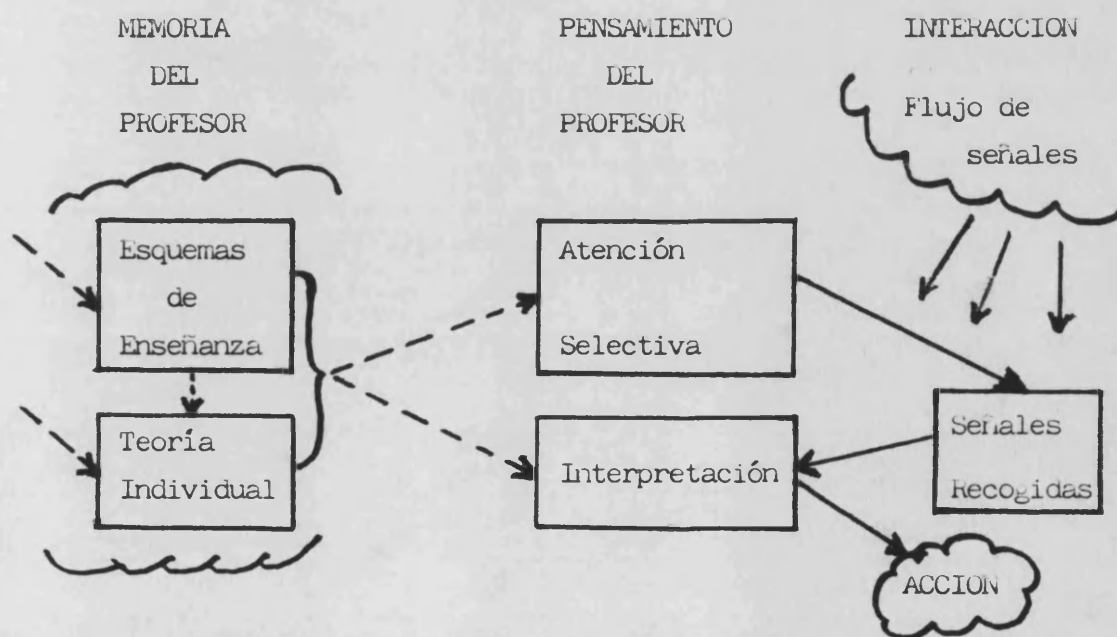 MEMORIA
DEL
PROFESOR
PENSAMIENTO
DEL
PROFESOR
INTERACCION
Flujo de
señales
Esquemas
de
Enseñanza
Teoría
Individual
Atención
Selectiva
Interpretación
Señales
Recogidas
ACCION